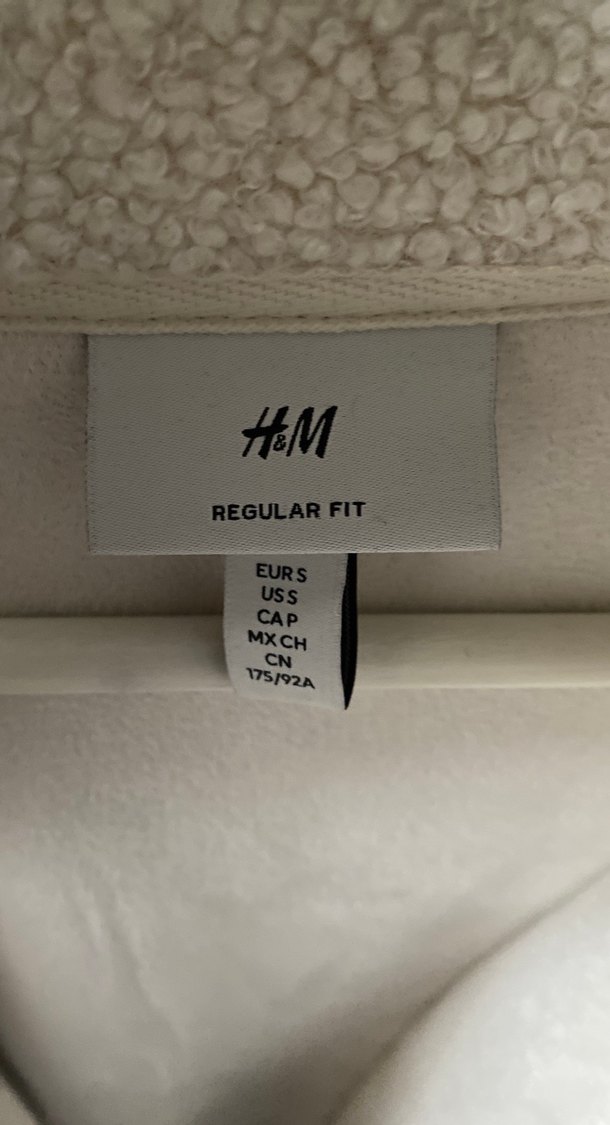 H&M
REGULAR FIT
EUR S
US S
CA P
MX CH
CN
175/92A